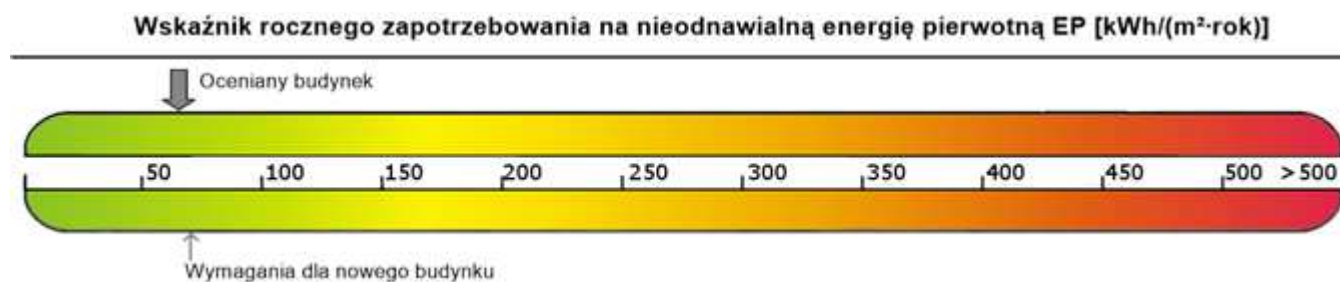 Wskaźnik rocznego zapotrzebowania na nieodnawialną energię pierwotną EP [kWh/(m²·rok)]
Oceniany budynek
50 100 150 200 250 300 350 400 450 500 >500
Wymagania dla nowego budynku